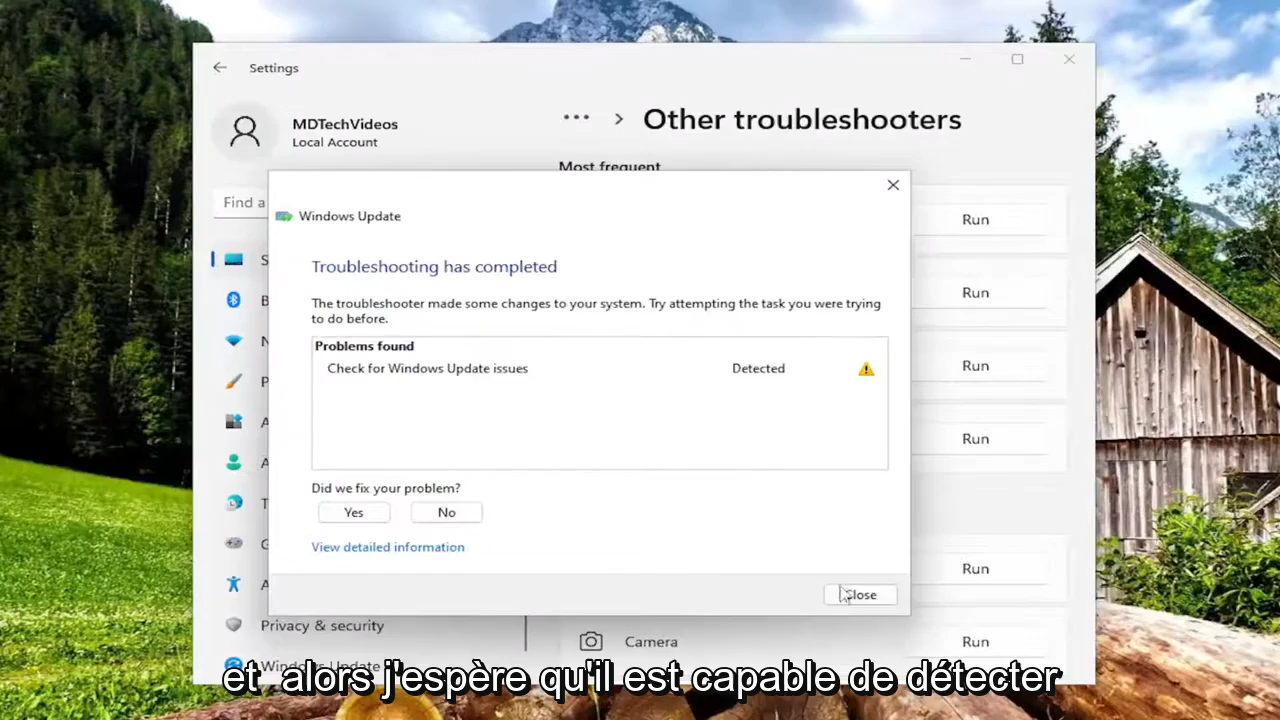 Settings
MDTechVideos
Local Account
••• > Other troubleshooters
Most frequent
Find a
Windows Update
Troubleshooting has completed
The troubleshooter made some changes to your system. Try attempting the task you were trying
to do before.
Problems found
Check for Windows Update issues Detected
Did we fix your problem?
Yes No
View detailed information
Close
Run
Run
Run
Run
Run
Run
S
B
N
P
A
A
T
G
A
Privacy & security
Windows Update
Camera
et alors j'espère qu'il est capable de détecter